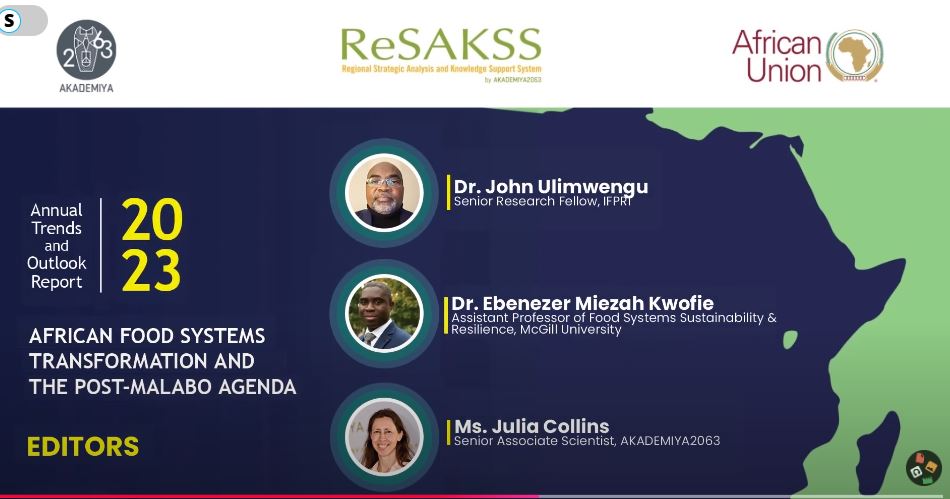 S
2 63
AKADEMIYA
ReSAKSS
Regional Strategic Analysis and Knowledge Support System
by AKADEMIYA2063
African
Union
Annual
Trends
and
Outlook
Report
20
23
AFRICAN FOOD SYSTEMS
TRANSFORMATION AND
THE POST-MALABO AGENDA
EDITORS
Dr. John Ulimwengu
Senior Research Fellow, IFPRI
Dr. Ebenezer Miezah Kwofie
Assistant Professor of Food Systems Sustainability &
Resilience, McGill University
Ms. Julia Collins
Senior Associate Scientist, AKADEMIYA2063